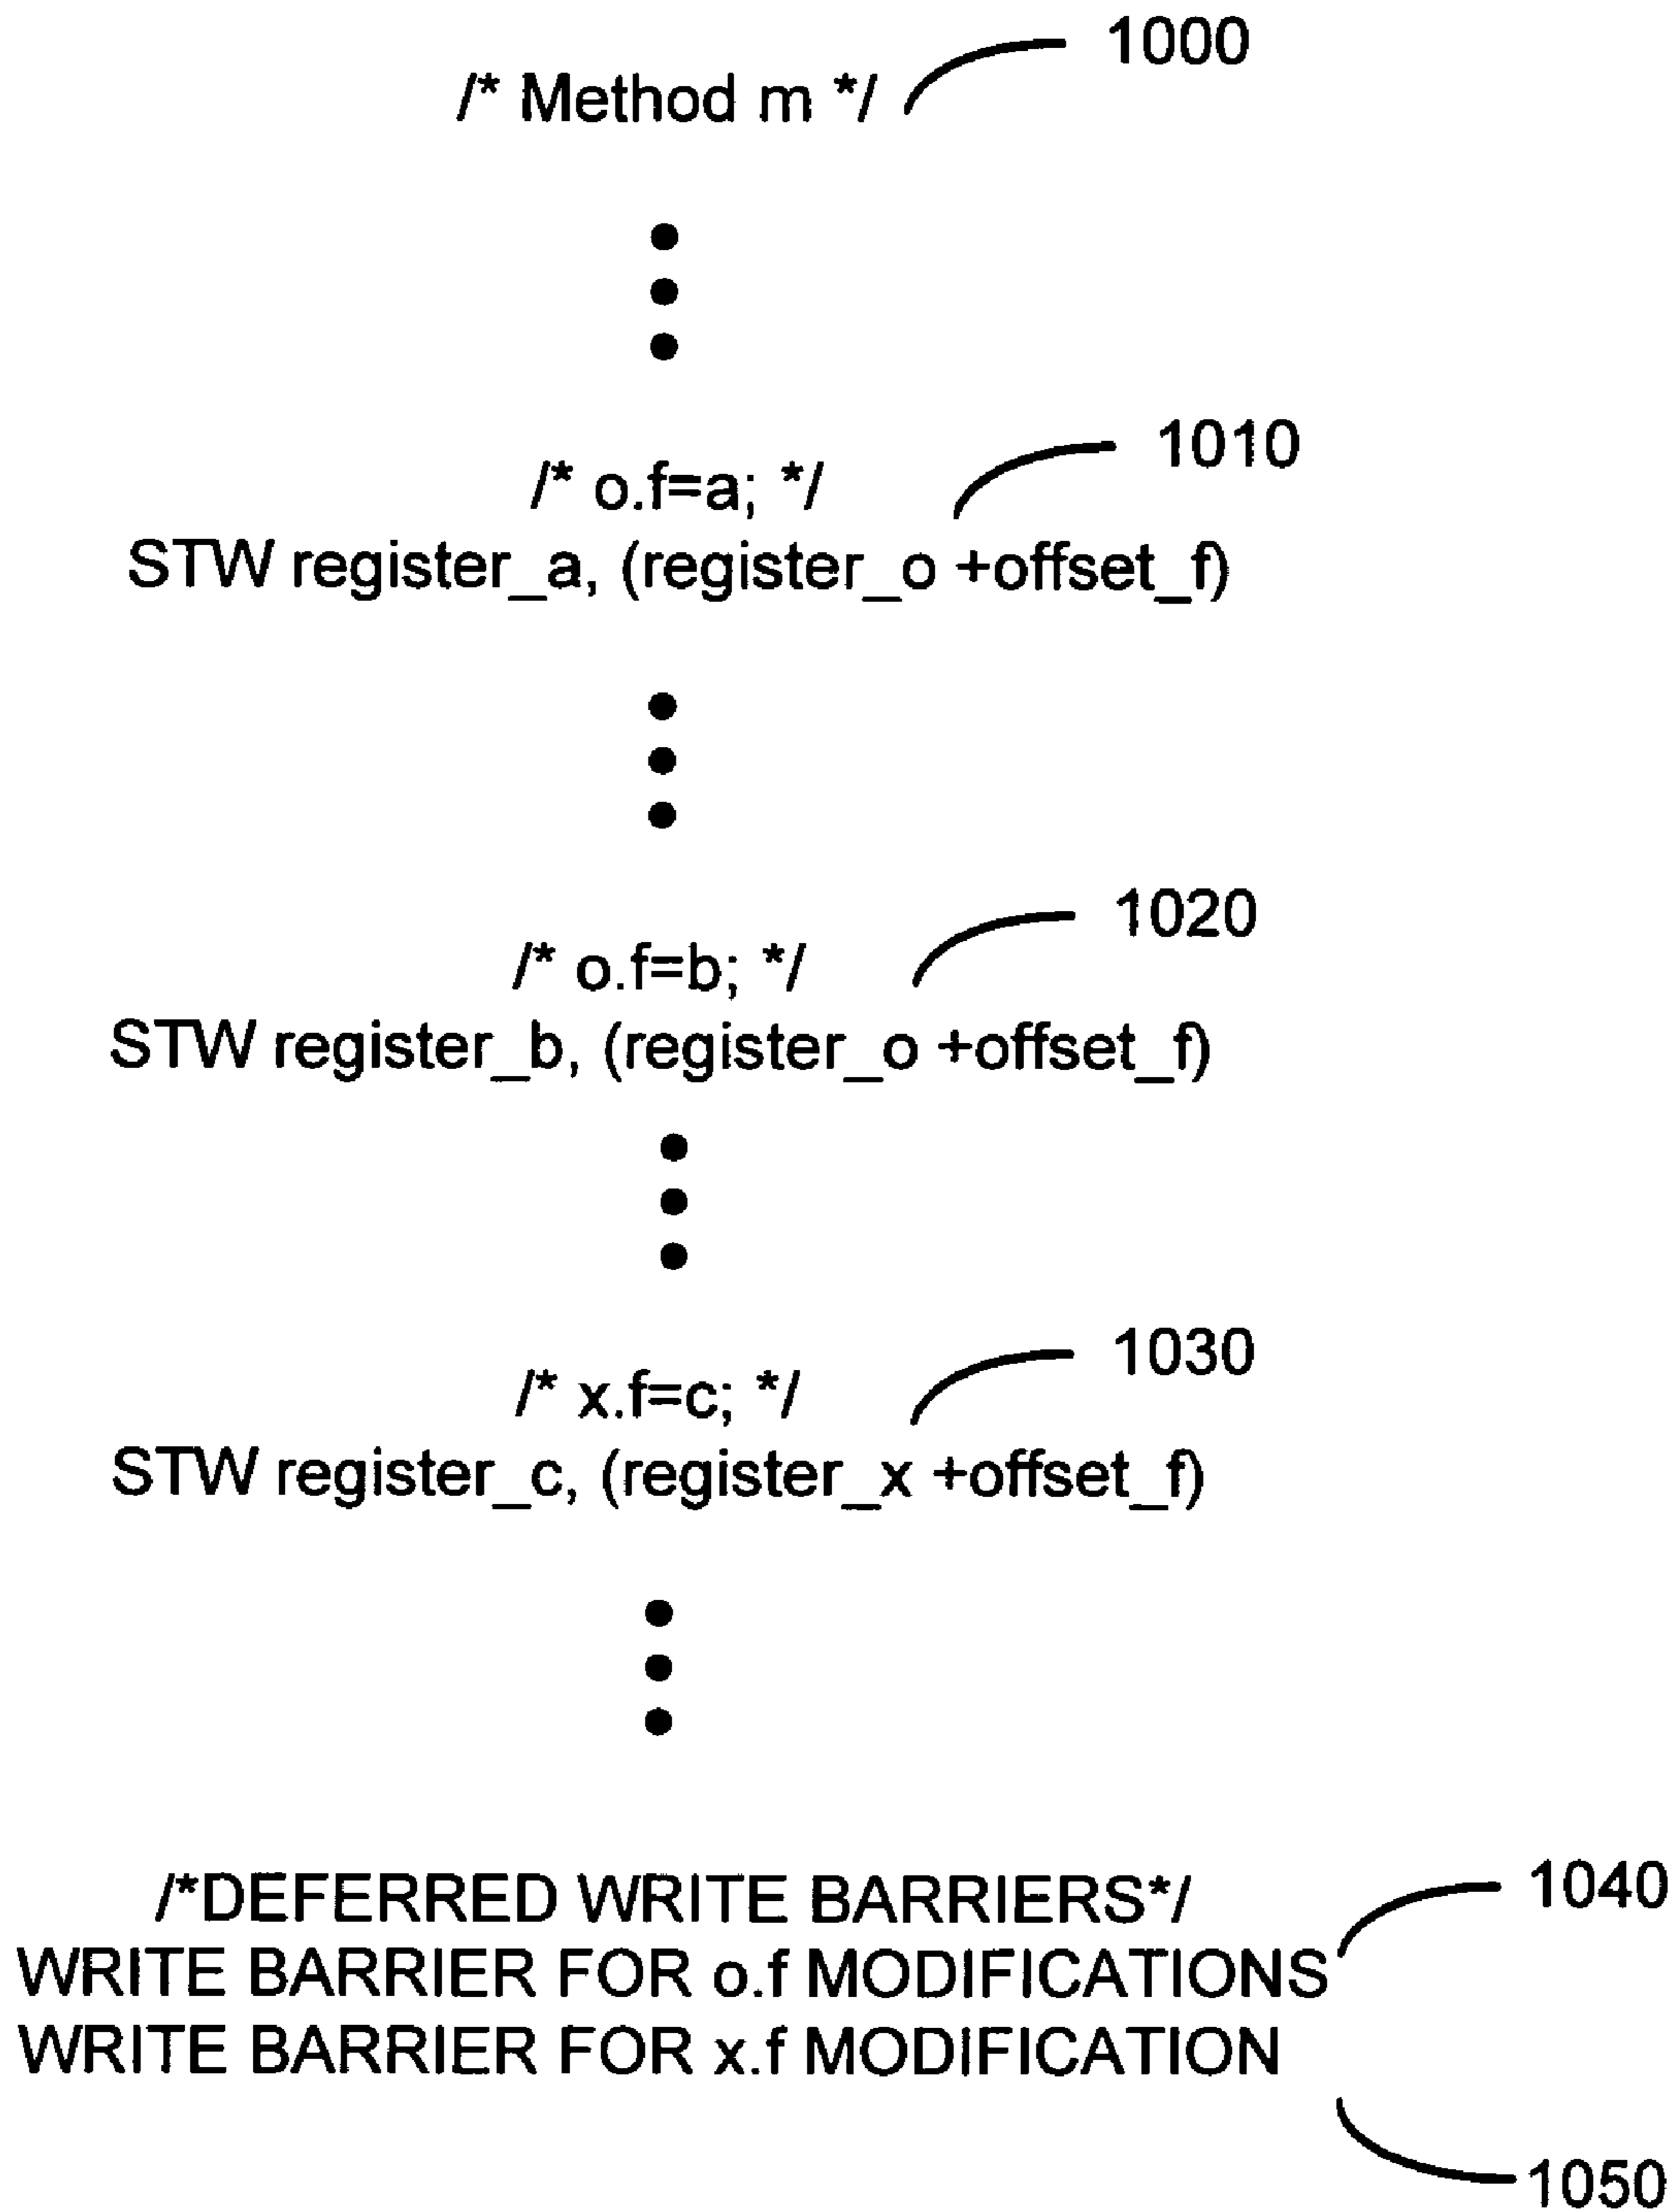 1000
/* Method m */
1010
/* o.f=a; */
STW register_a, (register_o +offset_f)
1020
/* o.f=b; */
STW register_b, (register_o +offset_f)
1030
/* x.f=c; */
STW register_c, (register_x +offset_f)
/*DEFERRED WRITE BARRIERS*/
1040
WRITE BARRIER FOR o.f MODIFICATIONS
WRITE BARRIER FOR x.f MODIFICATION
1050